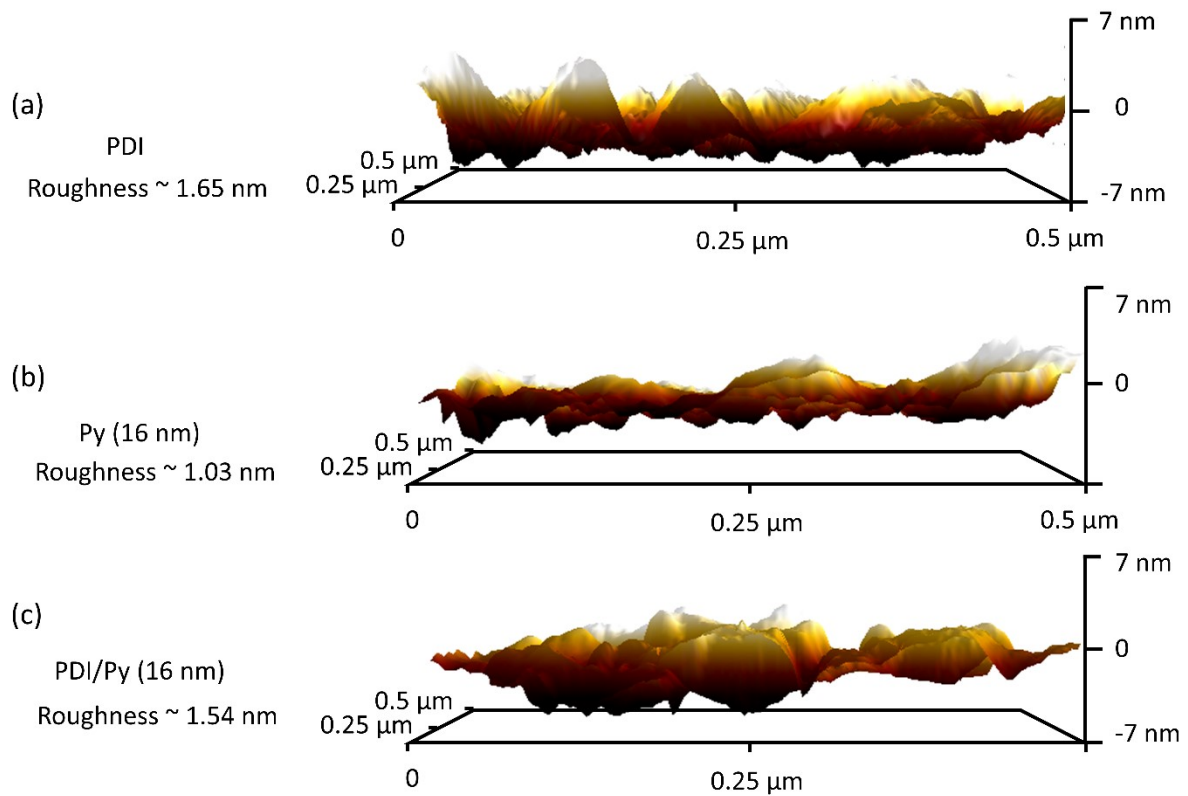 7 nm
(a)
0
PDI
0.5 µm
Roughness ~ 1.65 nm
0.25 µm
-7 nm
0
0.25 µm
0.5 µm
7 nm
(b)
0
Py (16 nm)
0.5 µm
Roughness ~ 1.03 nm
0.25 µm
0
0.25 µm
0.5 µm
7 nm
(c)
0
PDI/Py (16 nm)
0.5 µm
Roughness ~ 1.54 nm
0.25 µm
-7 nm
0
0.25 µm